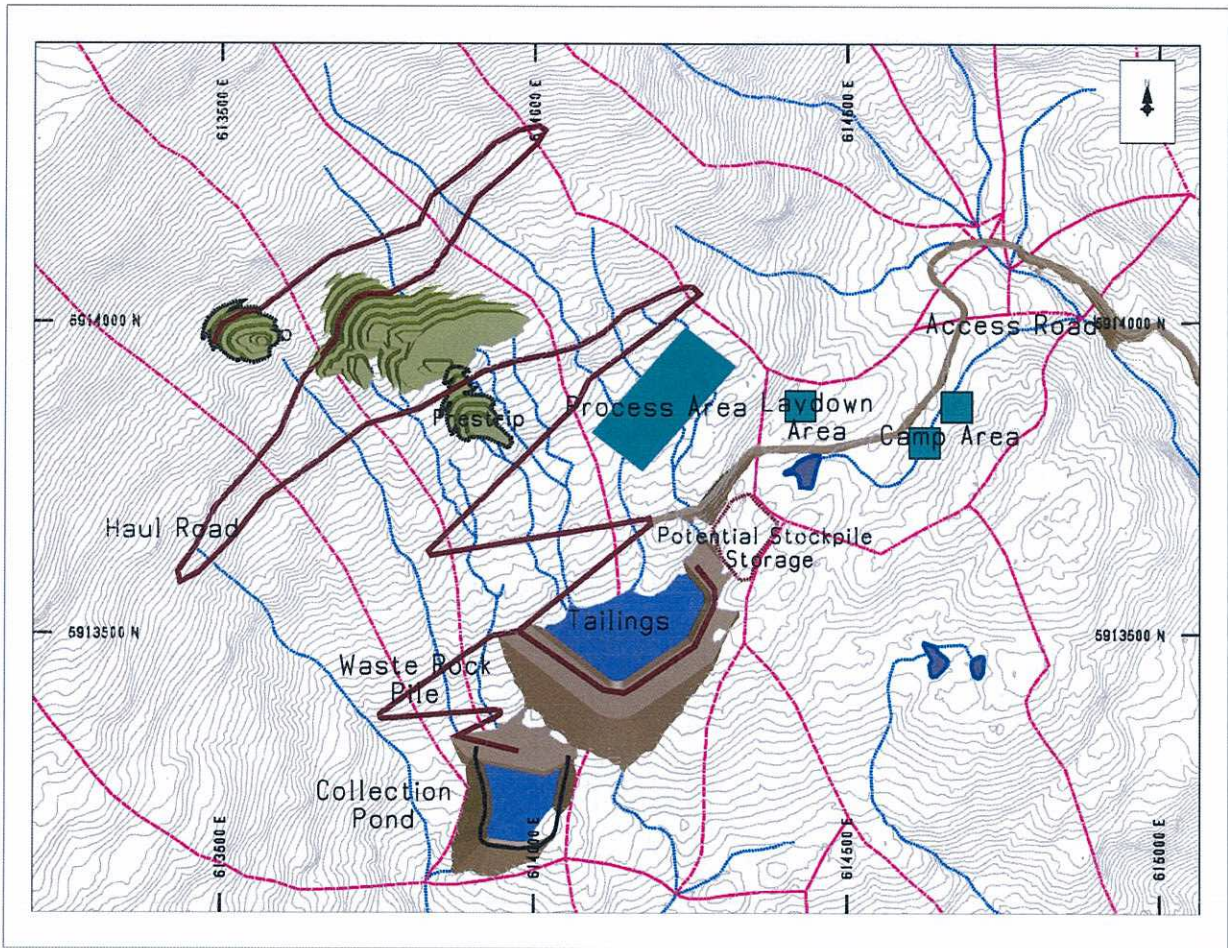 613500 E
614000 E
614500 E
N
5914000 N
Access Road
5914000 N
Process Area
Laydown
Area
Prestrip
Camp Area
Haul Road
Potential Stockpile
Storage
5913500 N
Tailings
5913500 N
Waste Rock
Pile
Collection
Pond
613500 E
614000 E
614500 E
615000 E